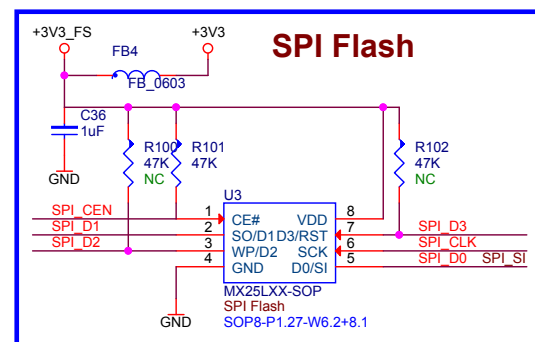 +3V3_FS
FB4
+3V3
SPI Flash
FB_0603
C36
1uF
R100
47K
NC
R101
47K
R102
47K
NC
GND
U3
SPI_CEN 1 CE# VDD 8
SPI_D1 2 SO/D1 D3/RST 7 SPI_D3
SPI_D2 3 WP/D2 SCK 6 SPI_CLK
4 GND D0/SI 5 SPI_D0 SPI_SI
MX25LXX-SOP
SPI Flash
GND
SOP8-P1.27-W6.2+8.1